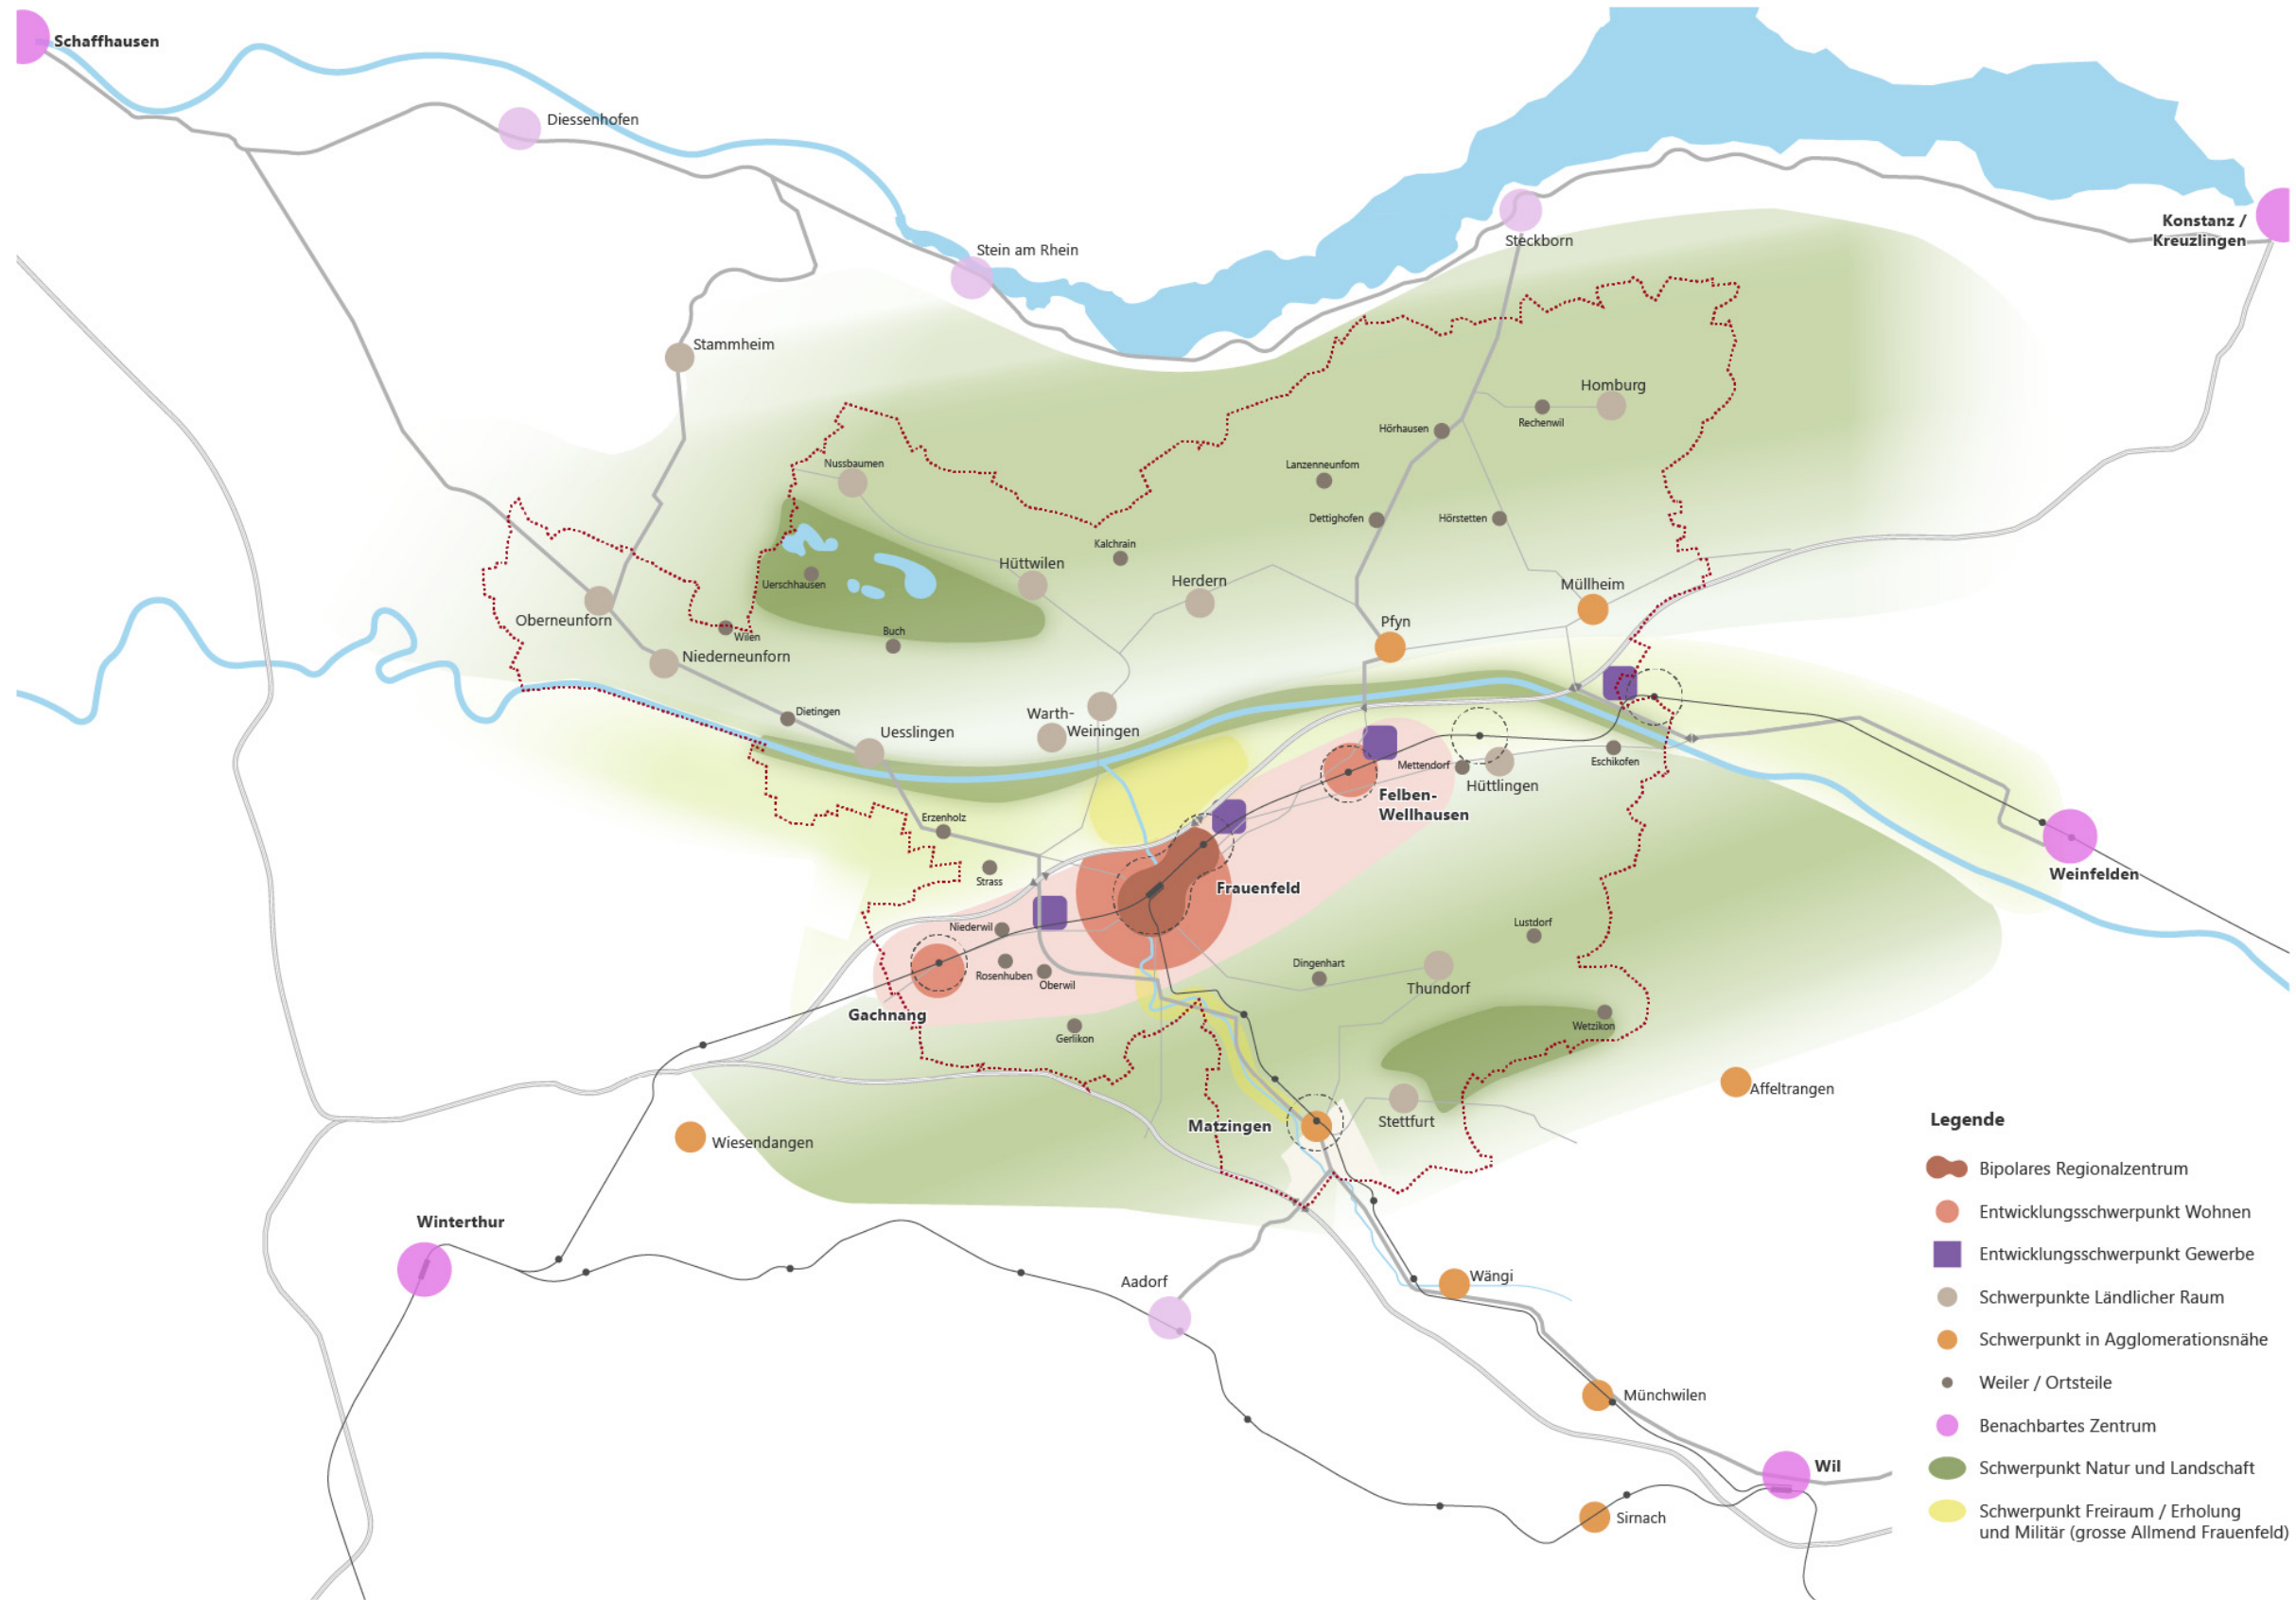 Schaffhausen
Diessenhofen
Stein am Rhein
Steckborn
Konstanz /
Kreuzlingen
Stammheim
Homburg
Rechenwil
Hörhausen
Nussbaumen
Lanzenneunforn
Dettighofen
Hörstetten
Kalchrain
Hüttwilen
Uerschhausen
Herdern
Müllheim
Oberneunforn
Pfyn
Wilen
Buch
Niederneunforn
Dietingen
Warth-
Weiningen
Uesslingen
Eschikofen
Mettendorf
Hüttlingen
Felben-
Wellhausen
Erzenholz
Weinfelden
Strass
Frauenfeld
Niederwil
Lustdorf
Rosenhuben
Oberwil
Dingenhart
Thundorf
Gachnang
Wetzikon
Gerlikon
Affeltrangen
Matzingen
Stettfurt
Wiesendangen
Winterthur
Aadorf
Wängi
Münchwilen
Wil
Sirnach
Legende
Bipolares Regionalzentrum
Entwicklungsschwerpunkt Wohnen
Entwicklungsschwerpunkt Gewerbe
Schwerpunkte Ländlicher Raum
Schwerpunkt in Agglomerationsnähe
Weiler / Ortsteile
Benachbartes Zentrum
Schwerpunkt Natur und Landschaft
Schwerpunkt Freiraum / Erholung
und Militär (grosse Allmend Frauenfeld)